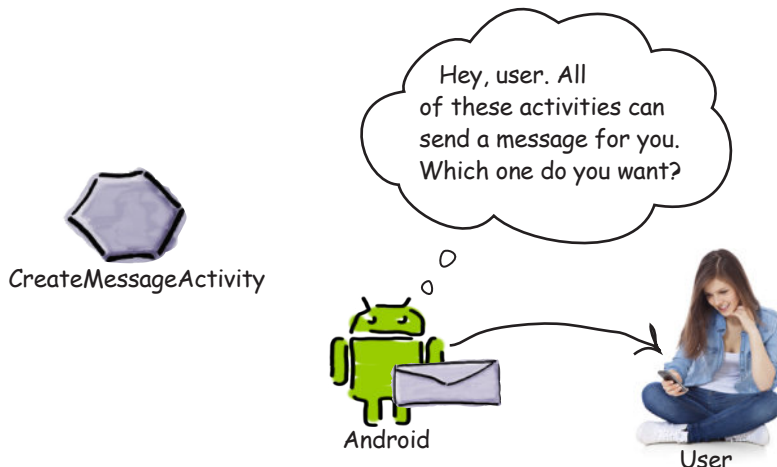 Hey, user. All
of these activities can
send a message for you.
Which one do you want?
CreateMessageActivity
Android
User